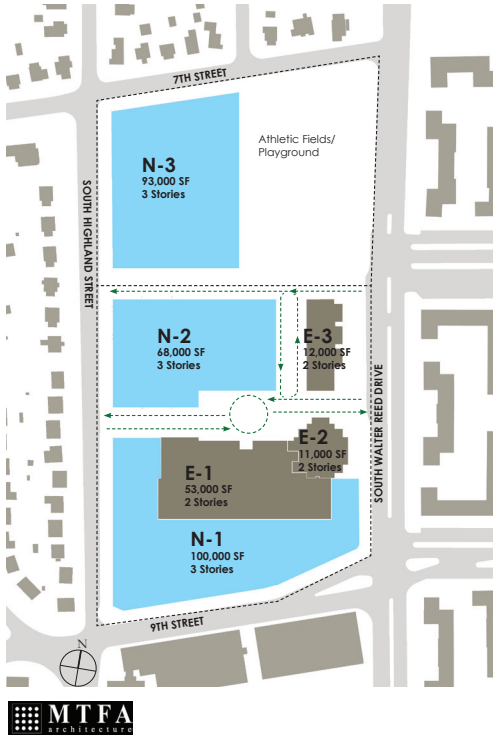 7TH STREET
Athletic Fields/
Playground
N-3
93,000 SF
3 Stories
SOUTH HIGHLAND STREET
N-2
68,000 SF
3 Stories
E-3
12,000 SF
2 Stories
SOUTH WALTER REED DRIVE
E-2
11,000 SF
2 Stories
E-1
53,000 SF
2 Stories
N-1
100,000 SF
3 Stories
9TH STREET
N
MTFA
architecture